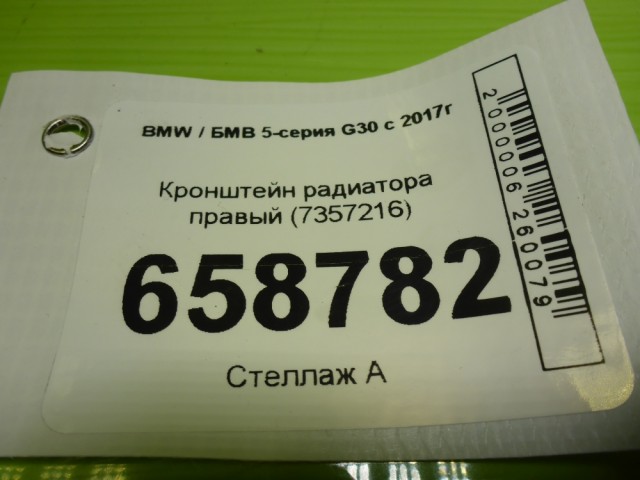 BMW / БМВ 5-серия G30 с 2017г
Кронштейн радиатора
правый (7357216)
658782
Стеллаж А
2000006260079